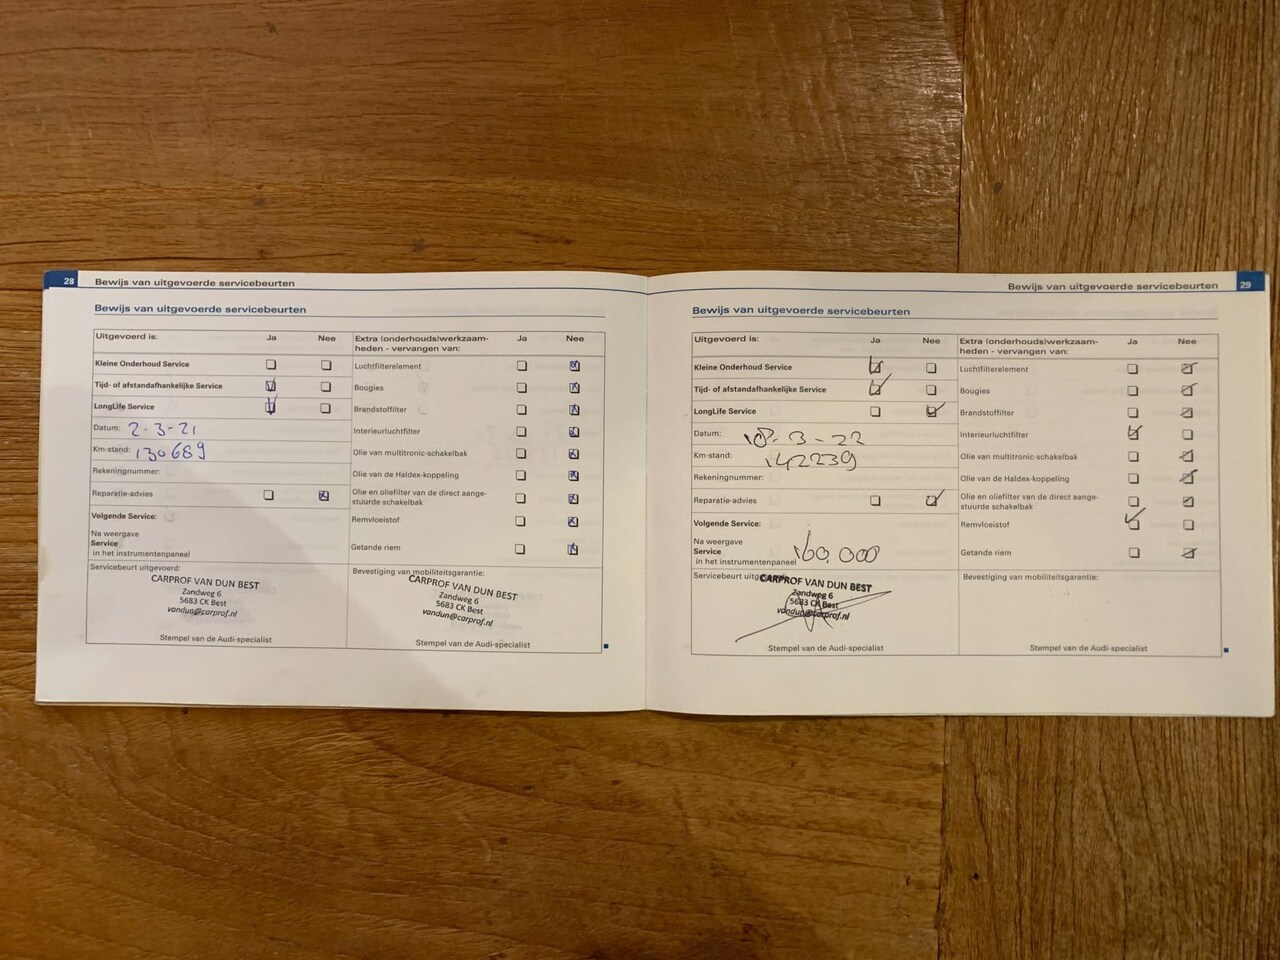 28 Bewijs van uitgevoerde servicebeurten
Bewijs van uitgevoerde servicebeurten
Uitgevoerd is: Ja Nee
Kleine Onderhoud Service
Tijd- of afstandafhankelijke Service
LongLife Service
Datum: 2-3-21
Km-stand: 130689
Rekeningnummer:
Reparatie-advies
Volgende Service:
Na weergave
Service
in het instrumentenpaneel
Servicebeurt uitgevoerd:
CARPROF VAN DUN BEST
Zandweg 6
5683 CK Best
vandun@carprof.nl
Stempel van de Audi-specialist
Extra (onderhouds)werkzaam- Ja Nee
heden - vervangen van:
Luchtfilterelement
Bougies
Brandstoffilter
Interieurluchtfilter
Olie van multitronic-schakelbak
Olie van de Haldex-koppeling
Olie en oliefilter van de direct aange-
stuurde schakelbak
Remvloeistof
Getande riem
Bevestiging van mobiliteitsgarantie:
CARPROF VAN DUN BEST
Zandweg 6
5683 CK Best
vandun@carprof.nl
Stempel van de Audi-specialist
Bewijs van uitgevoerde servicebeurten 29
Bewijs van uitgevoerde servicebeurten
Uitgevoerd is: Ja Nee
Kleine Onderhoud Service
Tijd- of afstandafhankelijke Service
LongLife Service
Datum: 18-3-22
Km-stand: 142239
Rekeningnummer:
Reparatie-advies
Volgende Service:
Na weergave
Service
in het instrumentenpaneel 160,000
Servicebeurt
CARPROF VAN DUN BEST
Zandweg 6
5683 CK Best
vandun@carprof.nl
Stempel van de Audi-specialist
Extra (onderhouds)werkzaam- Ja Nee
heden - vervangen van:
Luchtfilterelement
Bougies
Brandstoffilter
Interieurluchtfilter
Olie van multitronic-schakelbak
Olie van de Haldex-koppeling
Olie en oliefilter van de direct aange-
stuurde schakelbak
Remvloeistof
Getande riem
Bevestiging van mobiliteitsgarantie:
Stempel van de Audi-specialist